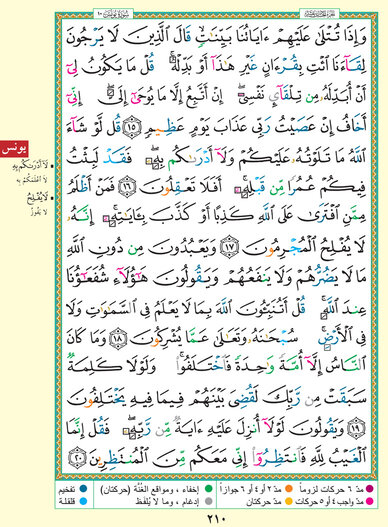 سُورَةُ يُونُسَ ١٠
وَإِذَا تُتْلَىٰ عَلَيْهِمْ ءَايَاتُنَا بَيِّنَٰتٍ قَالَ ٱلَّذِينَ لَا يَرْجُونَ
لِقَآءَنَا ٱئْتِ بِقُرْءَانٍ غَيْرِ هَٰذَآ أَوْ بَدِّلْهُ ۚ قُلْ مَا يَكُونُ لِىٓ
أَنْ أُبَدِّلَهُۥ مِن تِلْقَآئِ نَفْسِىٓ ۖ إِنْ أَتَّبِعُ إِلَّا مَا يُوحَىٰٓ إِلَىَّ ۖ إِنِّىٓ
أَخَافُ إِنْ عَصَيْتُ رَبِّى عَذَابَ يَوْمٍ عَظِيمٍ ١٥ قُل لَّوْ شَآءَ
ٱللَّهُ مَا تَلَوْتُهُۥ عَلَيْكُمْ وَلَآ أَدْرَىٰكُم بِهِۦ ۖ فَقَدْ لَبِثْتُ
فِيكُمْ عُمُرًا مِّن قَبْلِهِۦٓ ۚ أَفَلَا تَعْقِلُونَ ١٦ فَمَنْ أَظْلَمُ
مِمَّنِ ٱفْتَرَىٰ عَلَى ٱللَّهِ كَذِبًا أَوْ كَذَّبَ بِـَٔايَٰتِهِۦٓ ۚ إِنَّهُۥ
لَا يُفْلِحُ ٱلْمُجْرِمُونَ ١٧ وَيَعْبُدُونَ مِن دُونِ ٱللَّهِ
مَا لَا يَضُرُّهُمْ وَلَا يَنفَعُهُمْ وَيَقُولُونَ هَٰٓؤُلَآءِ شُفَعَٰٓؤُنَا
عِندَ ٱللَّهِ ۚ قُلْ أَتُنَبِّـُٔونَ ٱللَّهَ بِمَا لَا يَعْلَمُ فِى ٱلسَّمَٰوَٰتِ وَلَا
فِى ٱلْأَرْضِ ۚ سُبْحَٰنَهُۥ وَتَعَٰلَىٰ عَمَّا يُشْرِكُونَ ١٨ وَمَا كَانَ
ٱلنَّاسُ إِلَّآ أُمَّةً وَٰحِدَةً فَٱخْتَلَفُوا۟ ۚ وَلَوْلَا كَلِمَةٌ
سَبَقَتْ مِن رَّبِّكَ لَقُضِىَ بَيْنَهُمْ فِيمَا فِيهِ يَخْتَلِفُونَ
١٩ وَيَقُولُونَ لَوْلَآ أُنزِلَ عَلَيْهِ ءَايَةٌ مِّن رَّبِّهِۦ ۖ فَقُلْ إِنَّمَا
ٱلْغَيْبُ لِلَّهِ فَٱنتَظِرُوٓا۟ إِنِّى مَعَكُم مِّنَ ٱلْمُنتَظِرِينَ ٢٠
يونس
لَا أَدْرَاكُم بِهِ
لَا أَعْلَمَكُم بِهِ
لَا يُفْلِحُ
لَا يَفُوزُ
مدّ ٦ حركات لزوماً
مدّ ٢ أو ٤ أو ٦ جوازاً
إخفاء، ومواقع الغُنَّة (حركتان)
تفخيم
مدّ واجب ٤ أو ٥ حركات
مدّ حركتان
إدغام، وما لا يُلفَظ
قلقلة
٢١٠